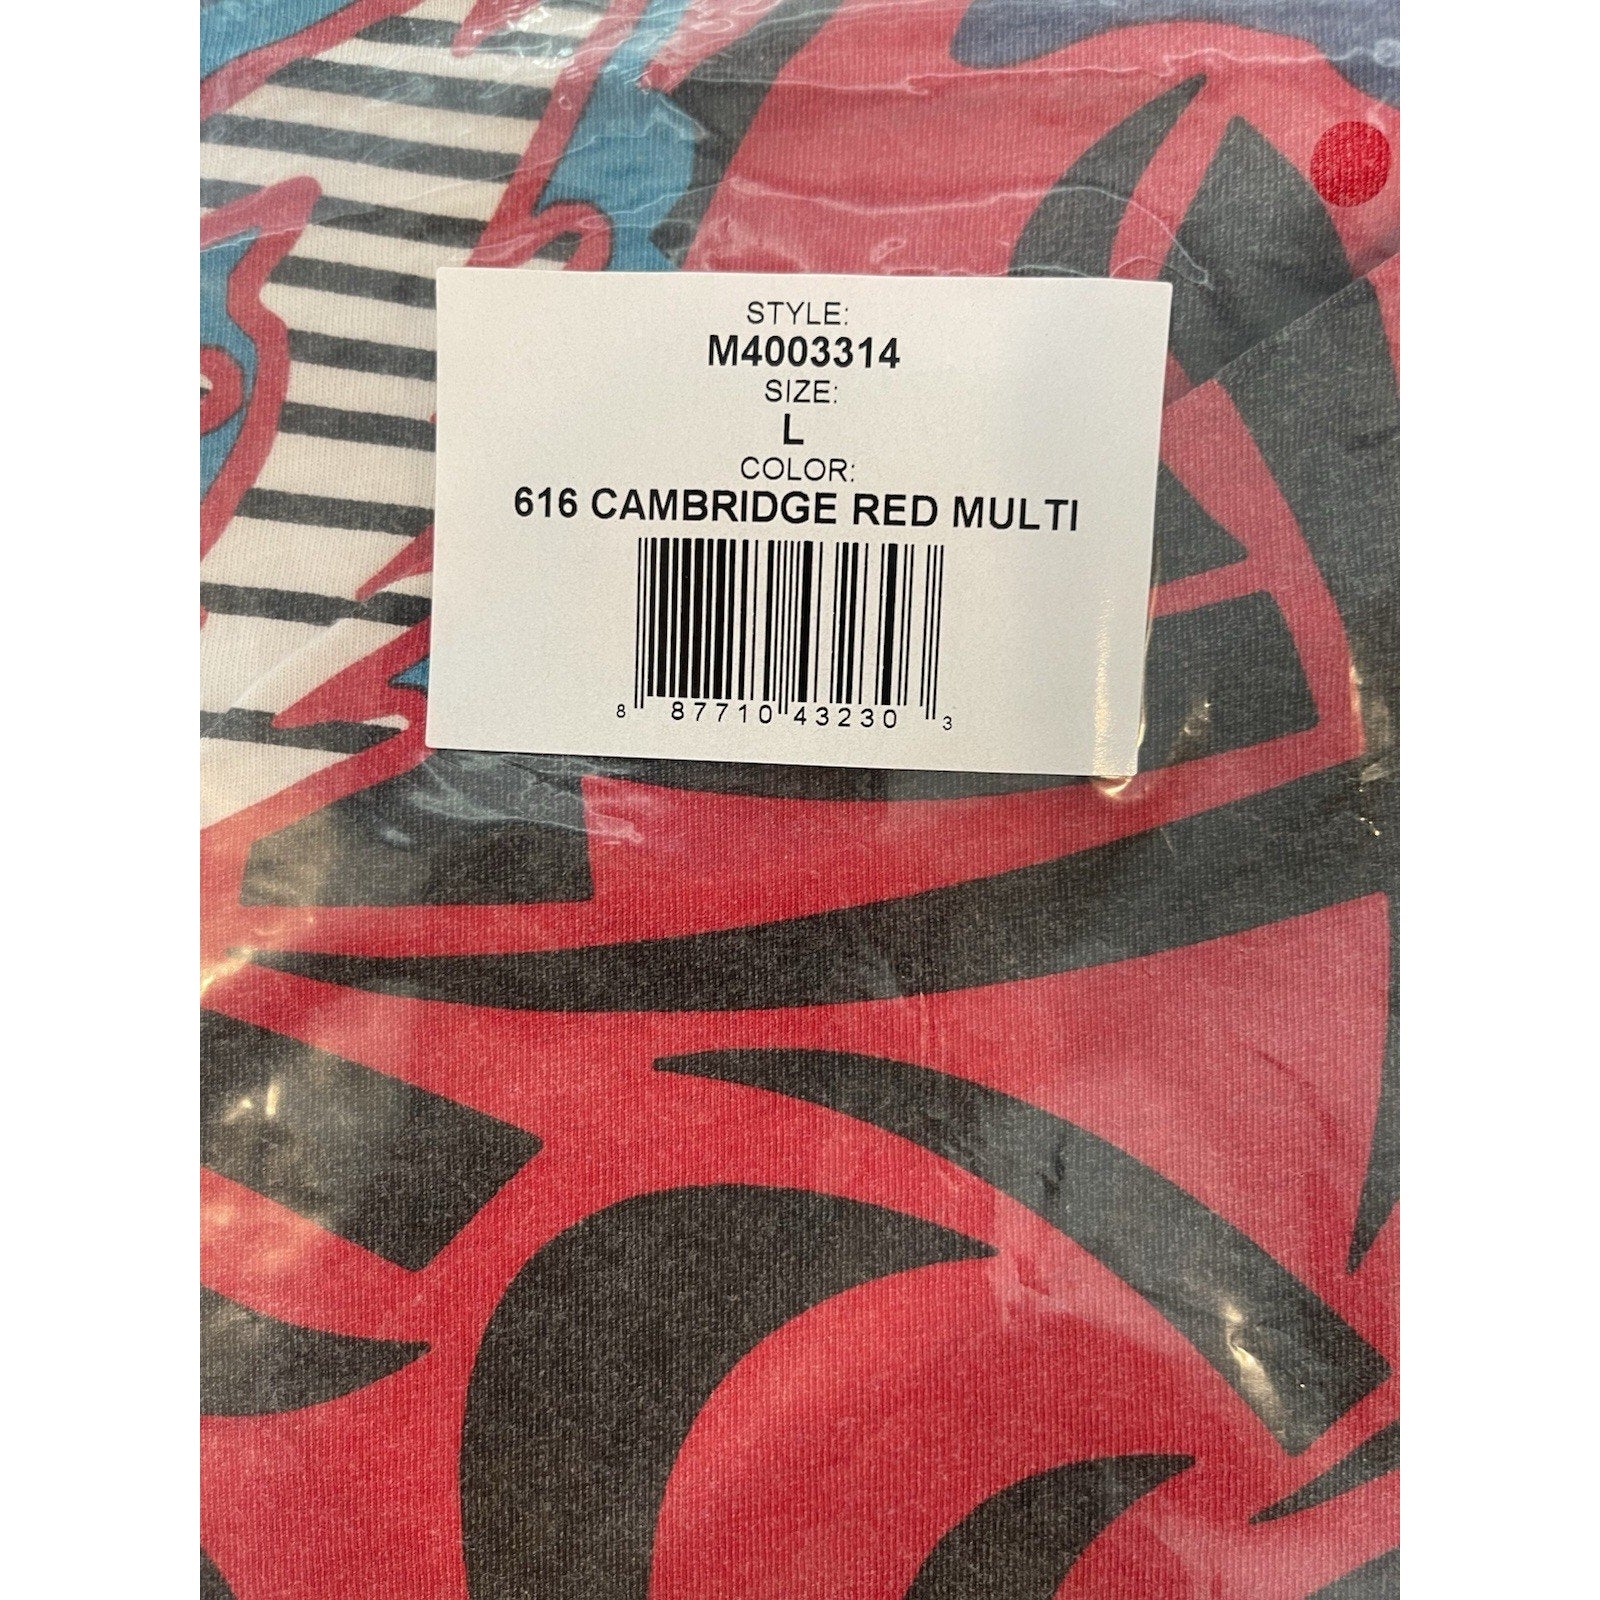 STYLE:
M4003314
SIZE:
L
COLOR:
616 CAMBRIDGE RED MULTI
8 87710 43230 3